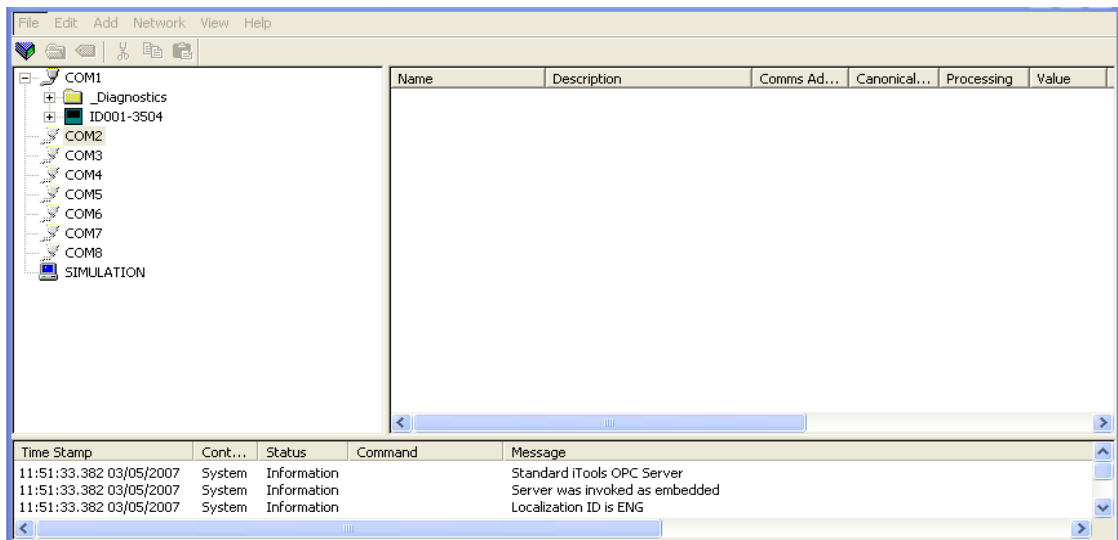 File Edit Add Network View Help
COM1
_Diagnostics
ID001-3504
COM2
COM3
COM4
COM5
COM6
COM7
COM8
SIMULATION
Name Description Comms Ad... Canonical... Processing Value
Time Stamp Cont... Status Command Message
11:51:33.382 03/05/2007 System Information Standard iTools OPC Server
11:51:33.382 03/05/2007 System Information Server was invoked as embedded
11:51:33.382 03/05/2007 System Information Localization ID is ENG